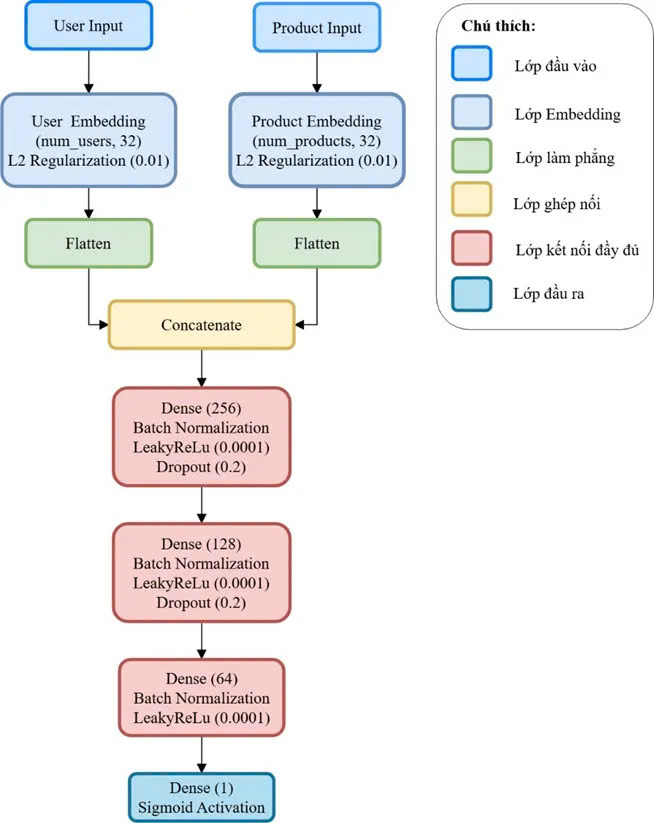 User Input
Product Input
User Embedding
(num_users, 32)
L2 Regularization (0.01)
Product Embedding
(num_products, 32)
L2 Regularization (0.01)
Flatten
Flatten
Concatenate
Dense (256)
Batch Normalization
LeakyReLu (0.0001)
Dropout (0.2)
Dense (128)
Batch Normalization
LeakyReLu (0.0001)
Dropout (0.2)
Dense (64)
Batch Normalization
LeakyReLu (0.0001)
Dense (1)
Sigmoid Activation
Chú thích:
Lớp đầu vào
Lớp Embedding
Lớp làm phẳng
Lớp ghép nối
Lớp kết nối đầy đủ
Lớp đầu ra